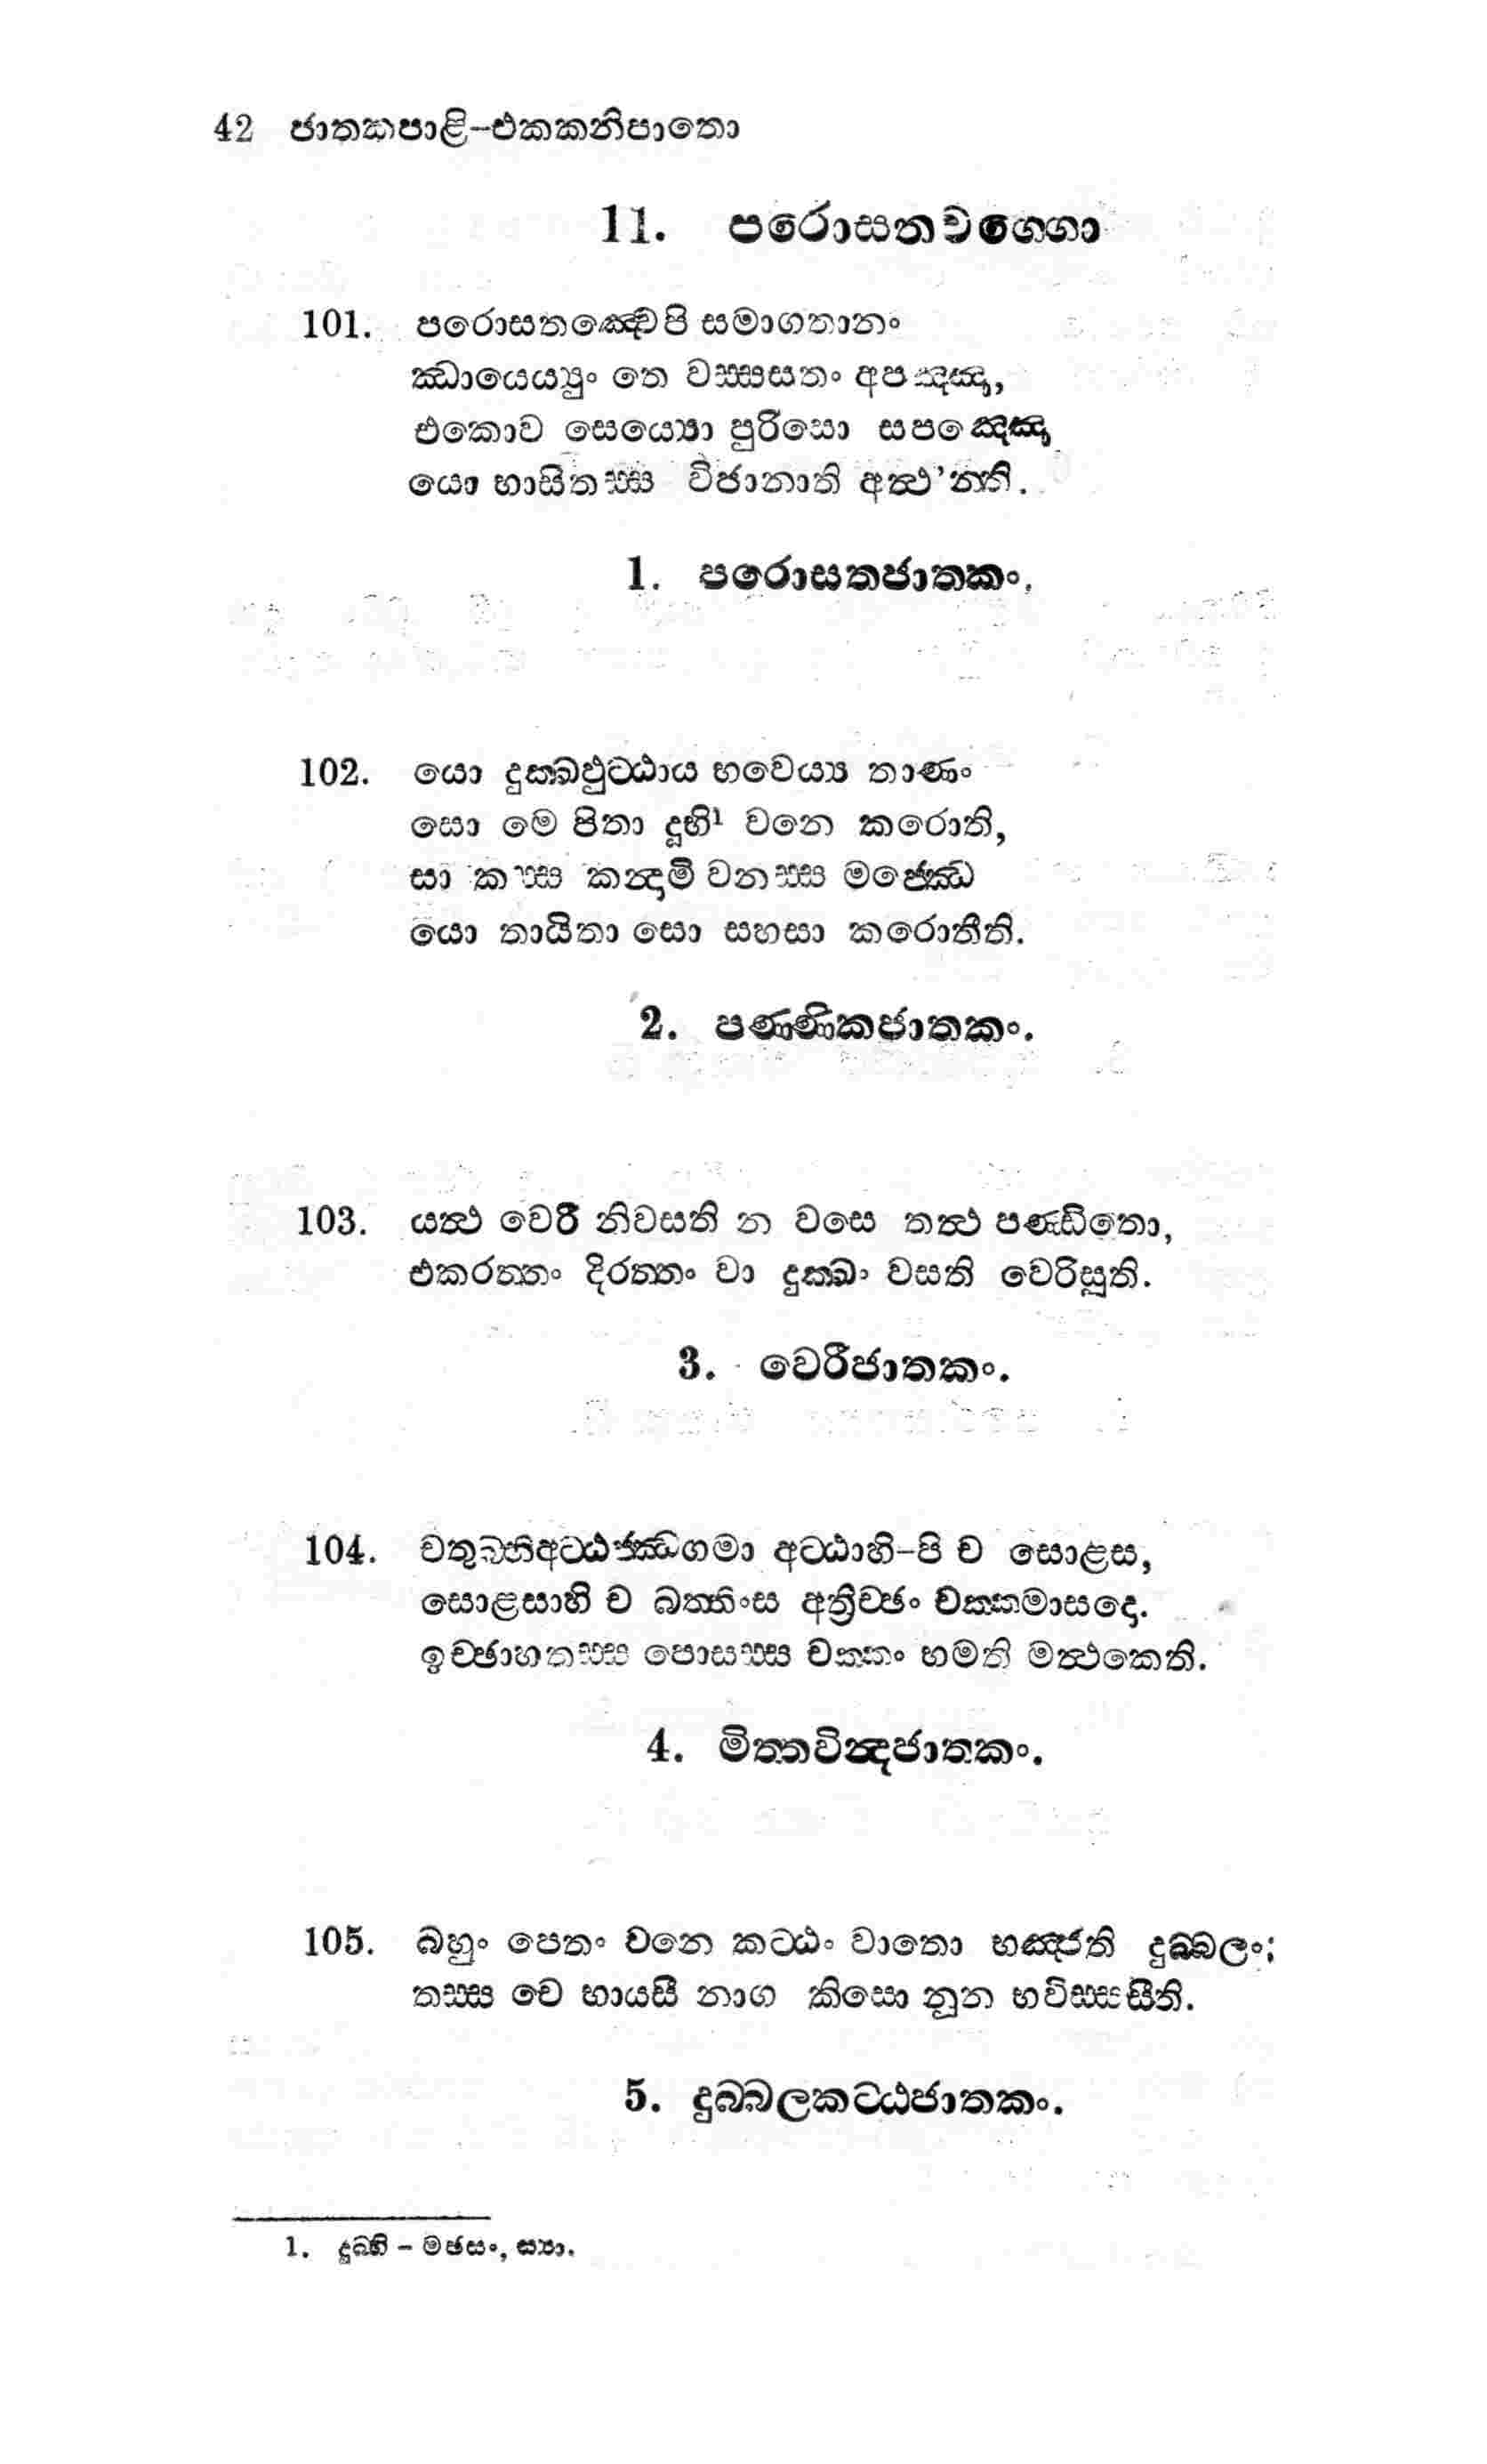 42 ජාතකපාළි-එකකනිපාතො
11. පරොසතවග්ගො
101. පරොසතඤ්චෙපි සමාගතානං
ඣායෙය්‍යුං තෙ වස්සසතං අපඤ්ඤා,
එකොව සෙය්‍යො පුරිසො සපඤ්ඤො
යො භාසිතස්ස විජානාති අත්ථ'න්ති.
1. පරොසතජාතකං.
102. යො දුක්ඛඵුට්ඨාය භවෙය්‍ය තාණං
සො මෙ පිතා දූභි¹ වනෙ කරොති,
සා කස්ස කන්දාමි වනස්ස මජ්ඣෙ
යො තායිතා සො සහසා කරොතීති.
2. පණ්ණිකජාතකං.
103. යත්ථ වෙරී නිවසති න වසෙ තත්ථ පණ්ඩිතො,
එකරත්තං දිරත්තං වා දුක්ඛං වසති වෙරිසූති.
3. වෙරීජාතකං.
104. චතුබ්භිඅට්ඨජ්ඣගමා අට්ඨාහි-පි ච සොළස,
සොළසාහි ච බත්තිංස අත්‍රිච්ඡං චක්කමාසදො.
ඉච්ඡාහතස්ස පොසස්ස චක්කං භමති මත්ථකෙති.
4. මිත්තවින්දජාතකං.
105. බහුං පෙතං වනෙ කට්ඨං වාතො භඤ්ජති දුබ්බලං;
තස්ස චෙ භායසී නාග කිසො නූන භවිස්සසීති.
5. දුබ්බලකට්ඨජාතකං.
1. දුබ්භි - මඡසං, ස්‍යා.